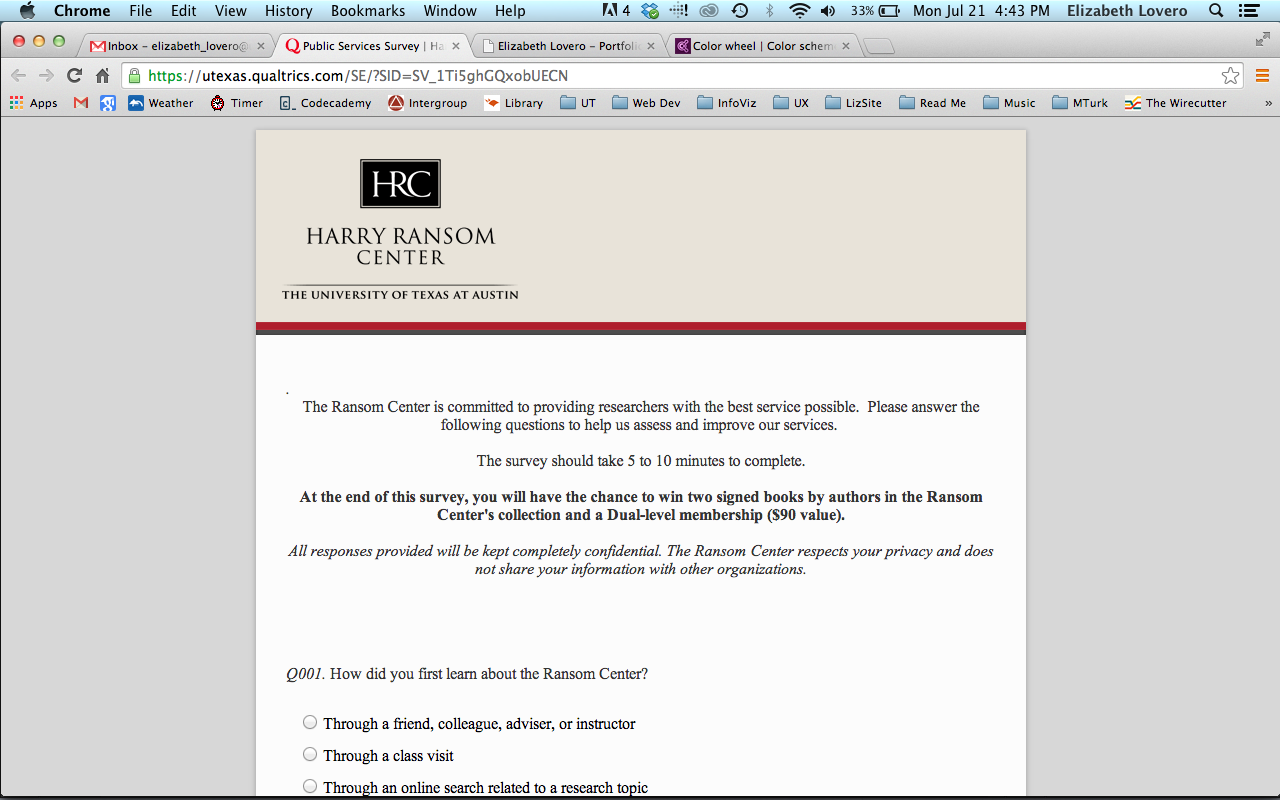 Chrome File Edit View History Bookmarks Window Help 4 33% Mon Jul 21 4:43 PM Elizabeth Lovero
Inbox – elizabeth_lovero@ Public Services Survey | Ha Elizabeth Lovero – Portfolio Color wheel | Color schem
https://utexas.qualtrics.com/SE/?SID=SV_1Ti5ghGQxobUECN
Apps Weather Timer Codecademy Intergroup Library UT Web Dev InfoViz UX LizSite Read Me Music MTurk The Wirecutter »
HRC
HARRY RANSOM
CENTER
THE UNIVERSITY OF TEXAS AT AUSTIN
.
The Ransom Center is committed to providing researchers with the best service possible.  Please answer the
following questions to help us assess and improve our services.
The survey should take 5 to 10 minutes to complete.
At the end of this survey, you will have the chance to win two signed books by authors in the Ransom
Center's collection and a Dual-level membership ($90 value).
All responses provided will be kept completely confidential. The Ransom Center respects your privacy and does
not share your information with other organizations.
Q001. How did you first learn about the Ransom Center?
Through a friend, colleague, adviser, or instructor
Through a class visit
Through an online search related to a research topic